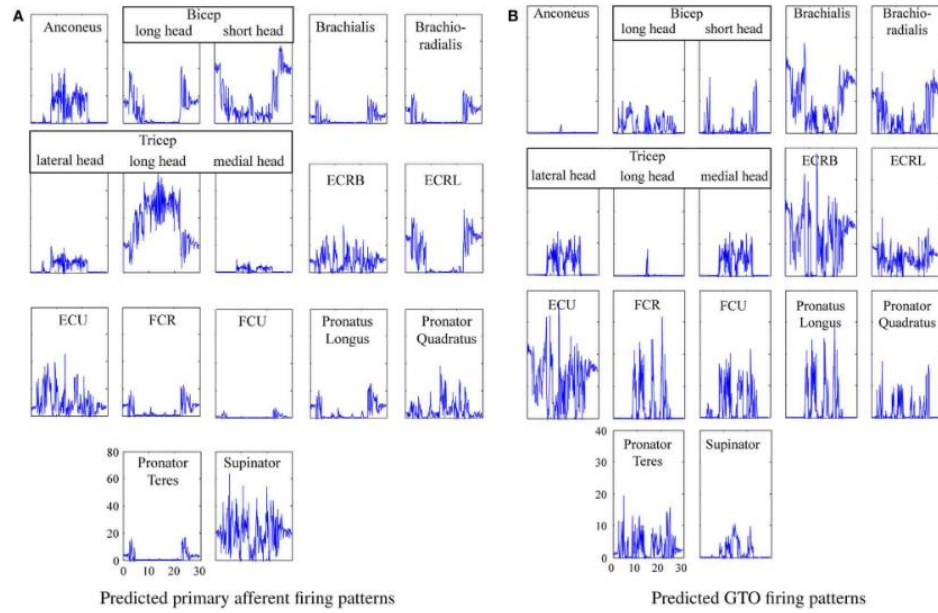 A
Anconeus
Bicep
long head short head
Brachialis
Brachio-
radialis
Tricep
lateral head long head medial head
ECRB
ECRL
ECU
FCR
FCU
Pronatus
Longus
Pronator
Quadratus
Pronator
Teres
Supinator
80
60
40
20
0
0 10 20 30
Predicted primary afferent firing patterns
B
Anconeus
Bicep
long head short head
Brachialis
Brachio-
radialis
Tricep
lateral head long head medial head
ECRB
ECRL
ECU
FCR
FCU
Pronatus
Longus
Pronator
Quadratus
Pronator
Teres
Supinator
40
30
20
10
0
0 10 20 30
Predicted GTO firing patterns